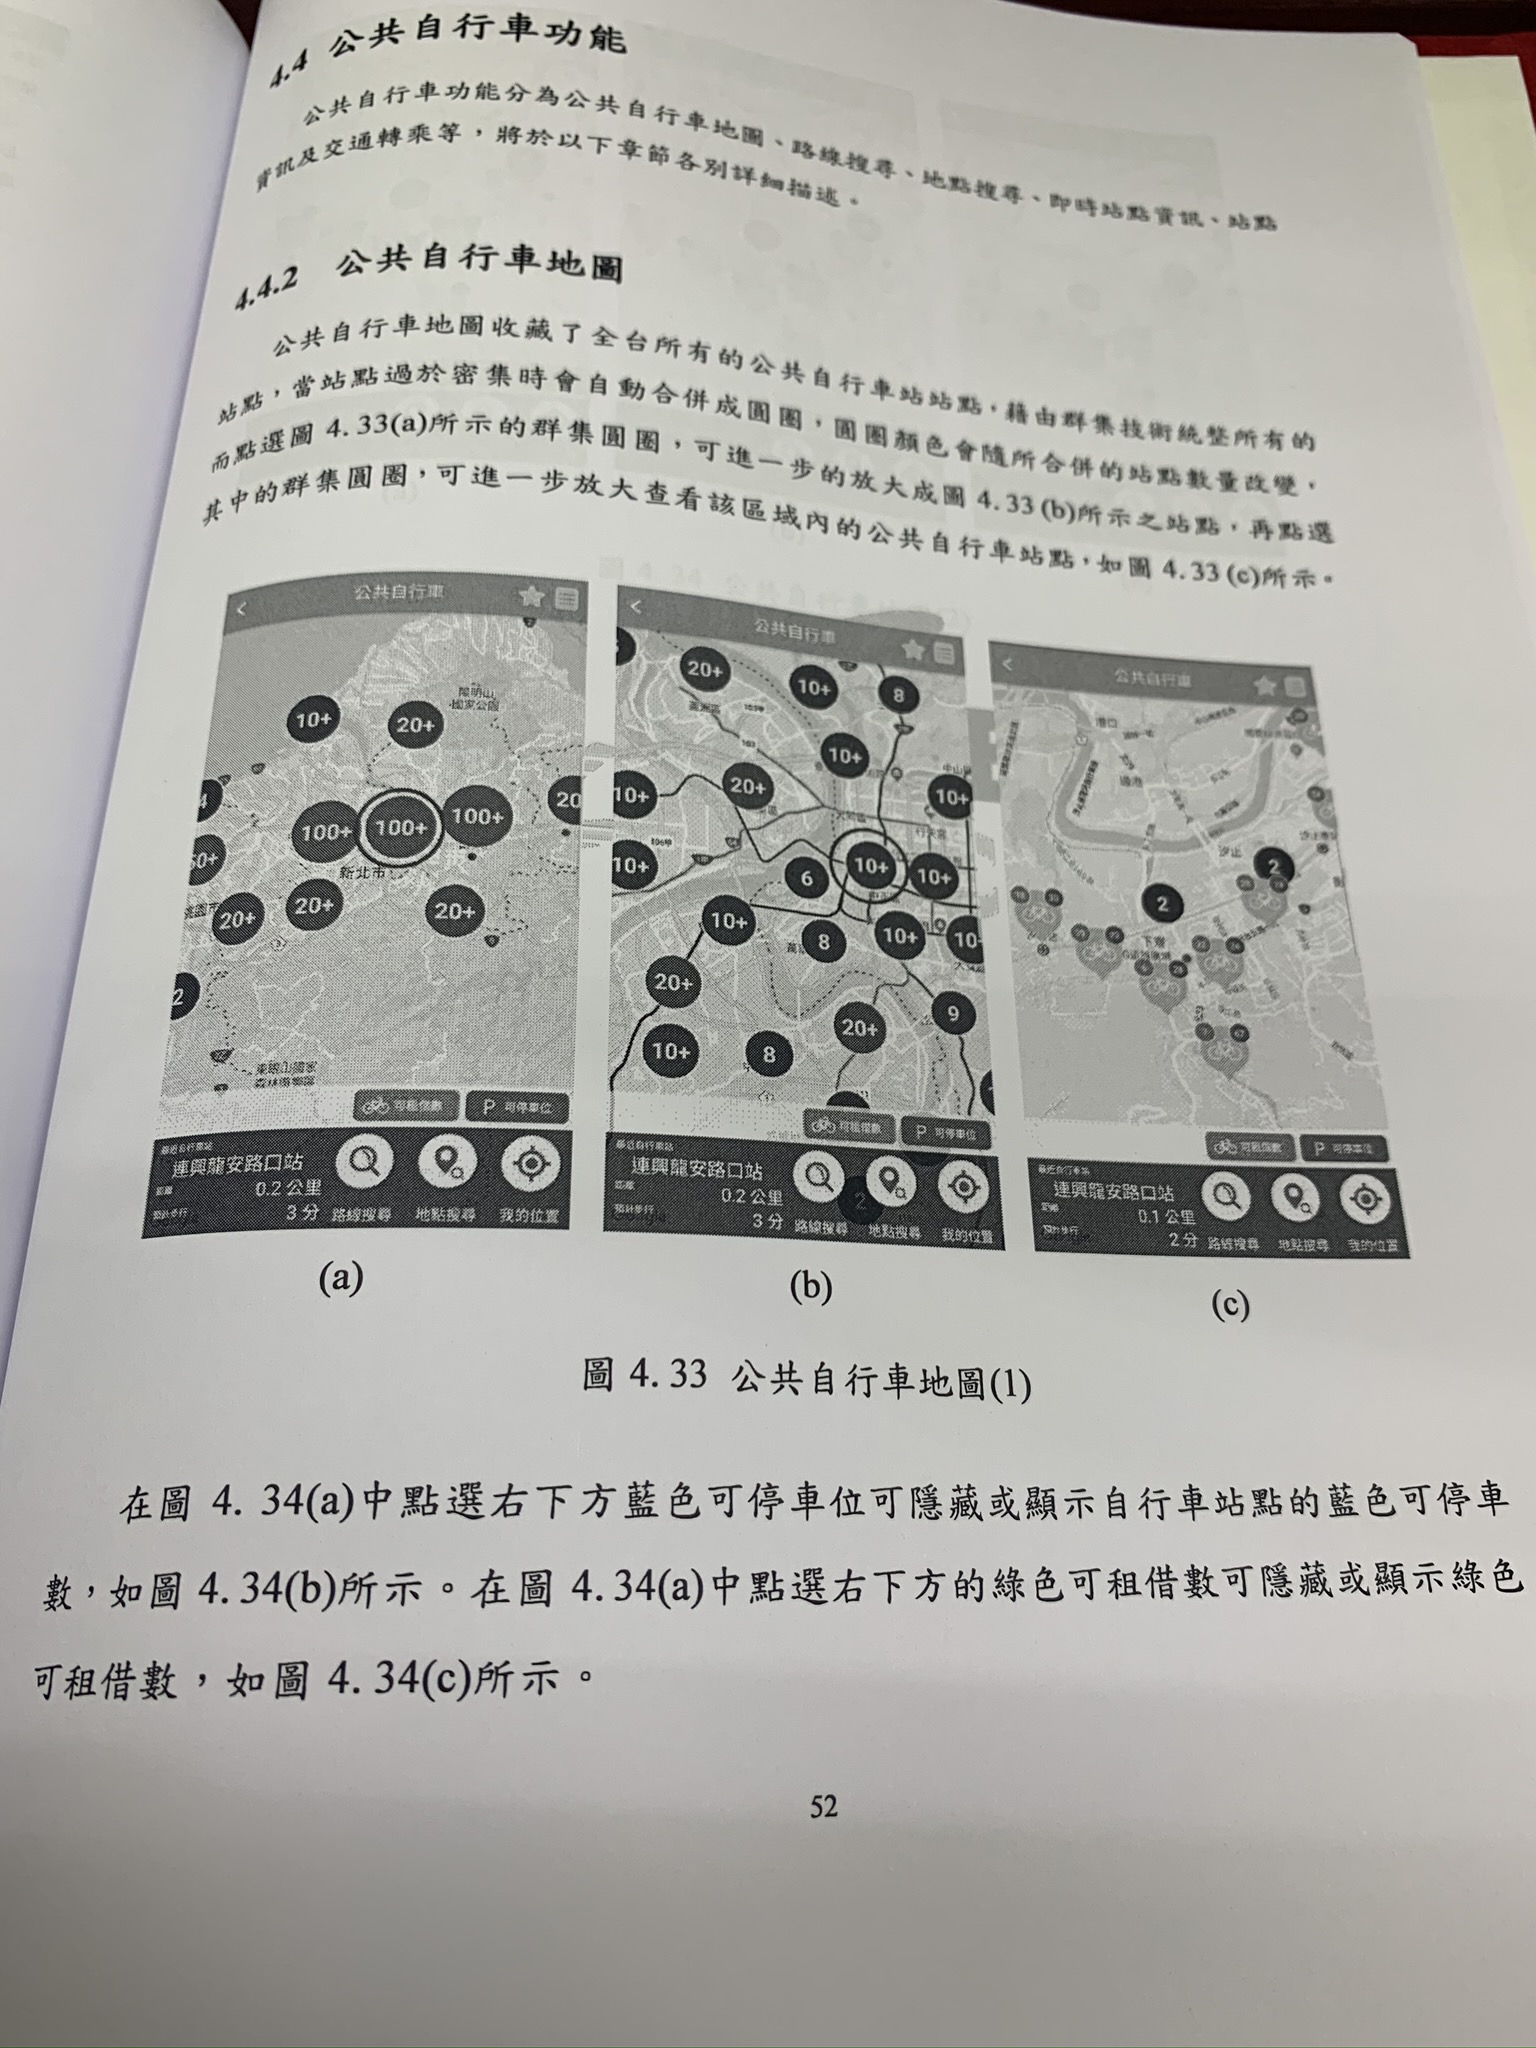 4.4 公共自行車功能
公共自行車功能分為公共自行車地圖、路線搜尋、地點搜尋、即時站點資訊、站點
資訊及交通轉乘等，將於以下章節各別詳細描述。
4.4.2 公共自行車地圖
公共自行車地圖收藏了全台所有的公共自行車站站點，藉由群集技術統整所有的
站點，當站點過於密集時會自動合併成圓圈，圓圈顏色會隨所合併的站點數量改變，
而點選圖 4.33(a)所示的群集圓圈，可進一步的放大成圖 4.33(b)所示之站點，再點選
其中的群集圓圈，可進一步放大查看該區域內的公共自行車站點，如圖 4.33(c)所示。
公共自行車
陽明山
國家公園
10+
20+
100+
100+
100+
20
新北市
20+
20+
20+
2
可租借數
P 可停車位
最近自行車站
連興龍安路口站
距離
0.2 公里
預計步行
3 分
路線搜尋
地點搜尋
我的位置
(a)
公共自行車
20+
10+
8
10+
10+
20+
10+
10+
6
10+
10+
10+
8
10+
10
20+
20+
9
10+
8
可租借數
P 可停車位
最近自行車站
連興龍安路口站
距離
0.2 公里
預計步行
3 分
路線搜尋
地點搜尋
我的位置
(b)
公共自行車
汐止
2
2
可租借數
P 可停車位
最近自行車站
連興龍安路口站
距離
0.1 公里
預計步行
2 分
路線搜尋
地點搜尋
我的位置
(c)
圖 4.33 公共自行車地圖(1)
在圖 4.34(a)中點選右下方藍色可停車位可隱藏或顯示自行車站點的藍色可停車
數，如圖 4.34(b)所示。在圖 4.34(a)中點選右下方的綠色可租借數可隱藏或顯示綠色
可租借數，如圖 4.34(c)所示。
52